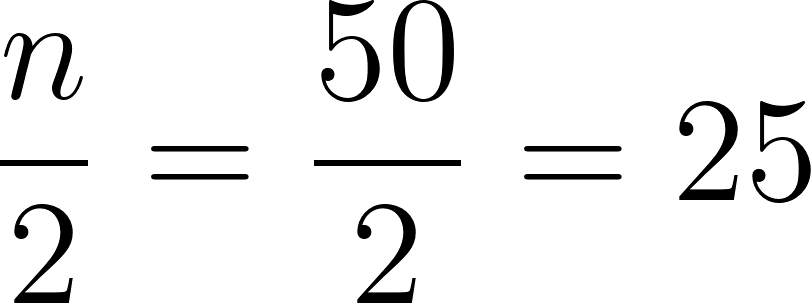 n/2 = 50/2 = 25